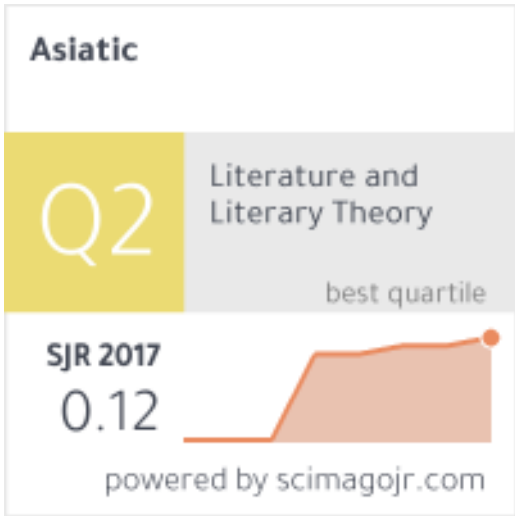 Asiatic
Q2
Literature and
Literary Theory
best quartile
SJR 2017
0.12
powered by scimagojr.com